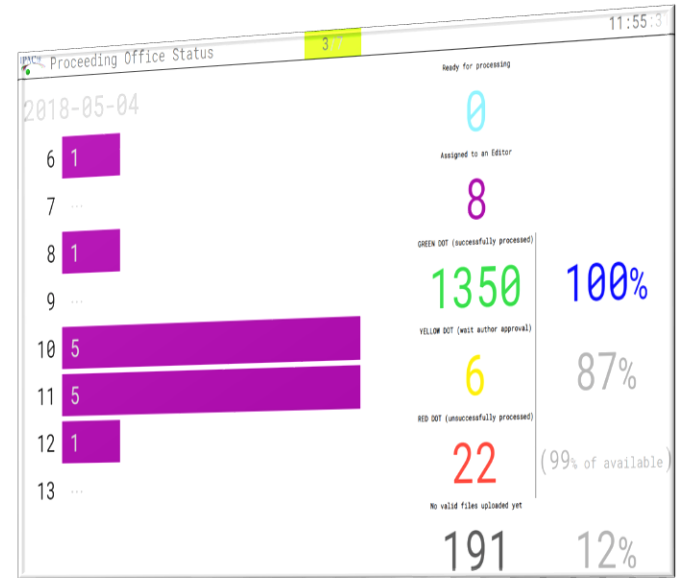 11:55
3
Proceeding Office Status
2018-05-04
6 1
7 ...
8 1
9 ...
10 5
11 5
12 1
13 ...
Ready for processing
0
Assigned to an Editor
8
GREEN DOT (successfully processed)
1350
100%
YELLOW DOT (wait author approval)
6
87%
RED DOT (unsuccessfully processed)
22
(99% of available)
No valid files uploaded yet
191
12%